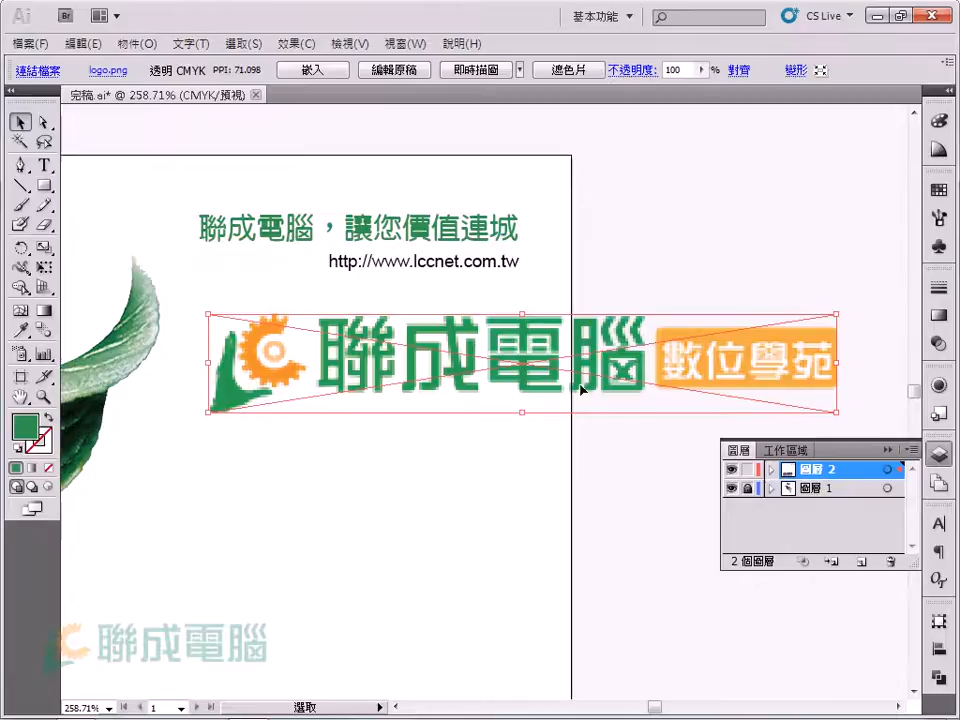 Ai Br 基本功能 CS Live
檔案(F) 編輯(E) 物件(O) 文字(T) 選取(S) 效果(C) 檢視(V) 視窗(W) 說明(H)
連結檔案 logo.png 透明 CMYK PPI: 71.098 嵌入 編輯原稿 即時描圖 遮色片 不透明度: 100 % 對齊 變形
完稿.ai* @ 258.71% (CMYK/預視)
聯成電腦，讓您價值連城
http://www.lccnet.com.tw
聯成電腦 數位學苑
圖層 工作區域
圖層 2
圖層 1
2 個圖層
聯成電腦
258.71% 1 選取